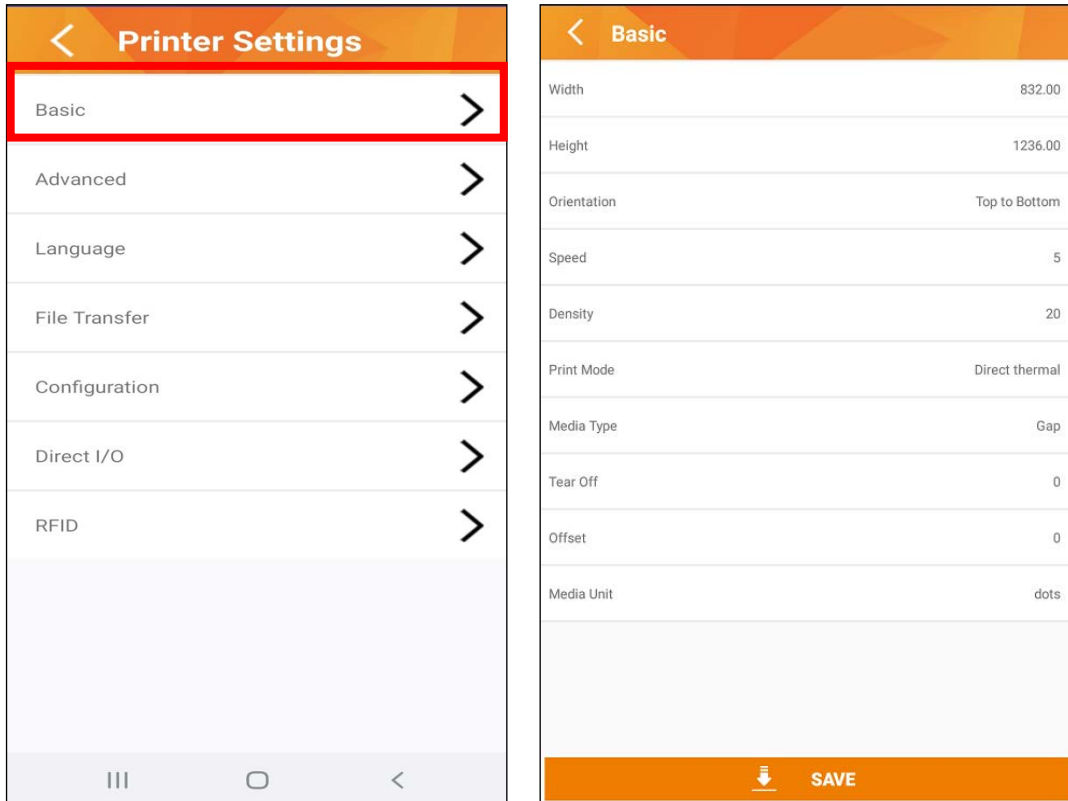 Printer Settings
Basic
Advanced
Language
File Transfer
Configuration
Direct I/O
RFID
Basic
Width 832.00
Height 1236.00
Orientation Top to Bottom
Speed 5
Density 20
Print Mode Direct thermal
Media Type Gap
Tear Off 0
Offset 0
Media Unit dots
SAVE